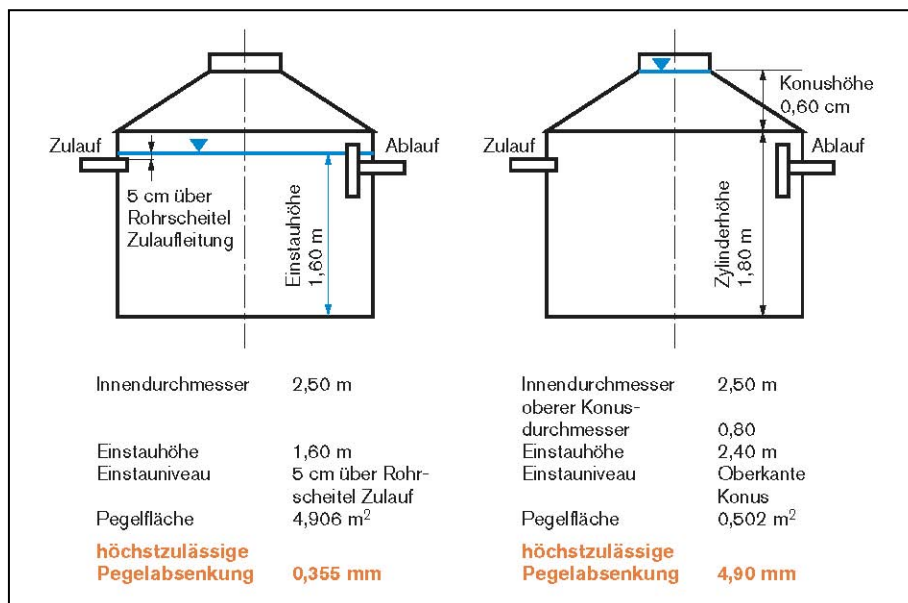 Zulauf
Ablauf
5 cm über
Rohrscheitel
Zulaufleitung
Einstauhöhe
1,60 m
Innendurchmesser 2,50 m
Einstauhöhe 1,60 m
Einstauniveau 5 cm über Rohr-
scheitel Zulauf
Pegelfläche 4,906 m²
höchstzulässige
Pegelabsenkung 0,355 mm
Konushöhe
0,60 cm
Zulauf
Ablauf
Zylinderhöhe
1,80 m
Innendurchmesser 2,50 m
oberer Konus-
durchmesser 0,80
Einstauhöhe 2,40 m
Einstauniveau Oberkante
Konus
Pegelfläche 0,502 m²
höchstzulässige
Pegelabsenkung 4,90 mm